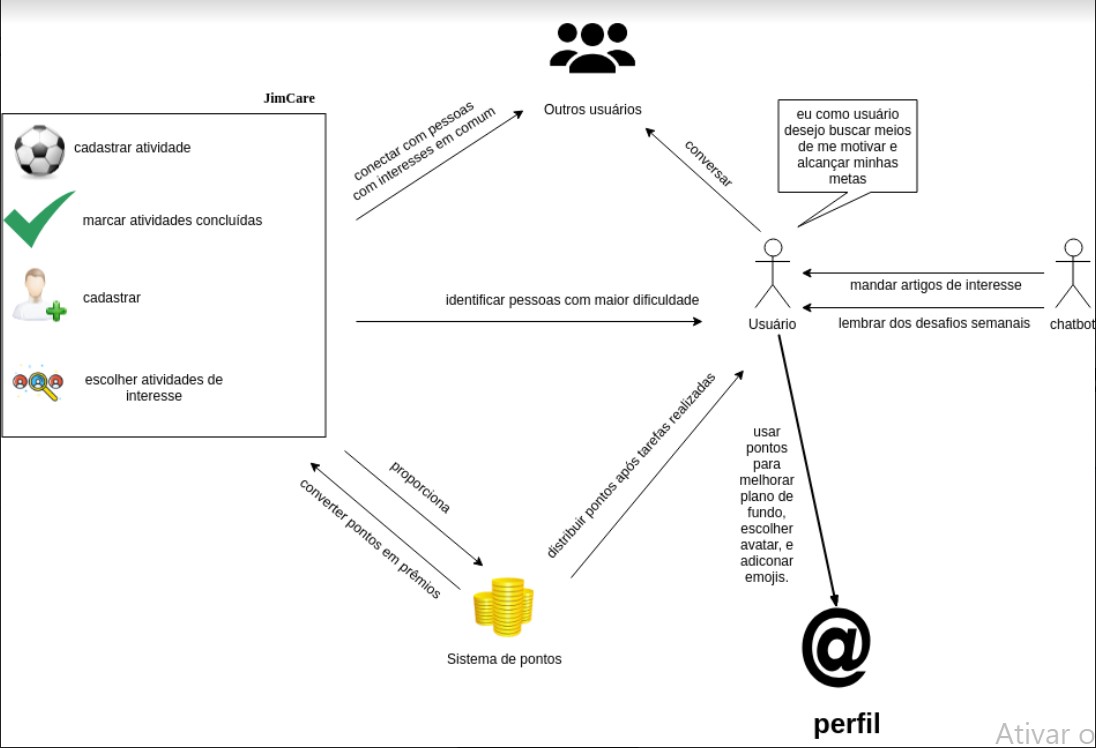 Outros usuários
JimCare
cadastrar atividade
marcar atividades concluídas
cadastrar
escolher atividades de
interesse
conectar com pessoas
com interesses em comum
conversar
eu como usuário
desejo buscar meios
de me motivar e
alcançar minhas
metas
identificar pessoas com maior dificuldade
Usuário
mandar artigos de interesse
lembrar dos desafios semanais
chatbot
proporciona
converter pontos em prêmios
distribuir pontos após tarefas realizadas
Sistema de pontos
usar
pontos
para
melhorar
plano de
fundo,
escolher
avatar, e
adiconar
emojis.
@
perfil
Ativar o